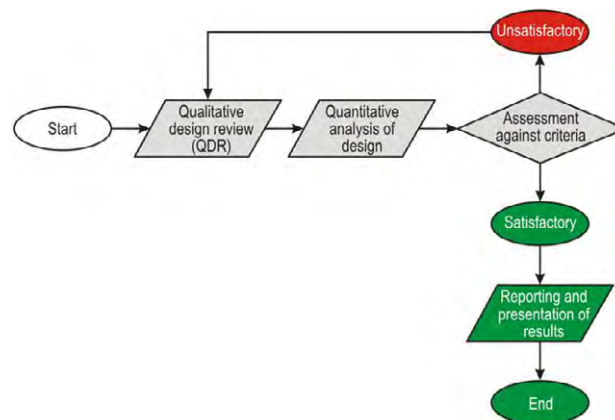 Unsatisfactory
Start
Qualitative
design review
(QDR)
Quantitative
analysis of
design
Assessment
against criteria
Satisfactory
Reporting and
presentation of
results
End